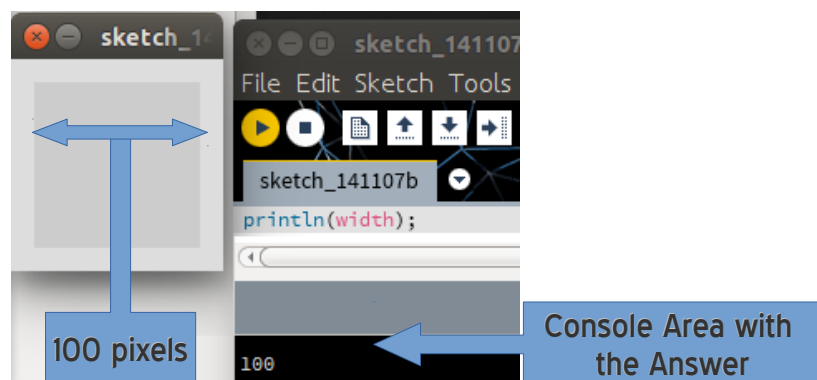 sketch_14
sketch_141107
File Edit Sketch Tools
sketch_141107b
println(width);
100 pixels
100
Console Area with
the Answer